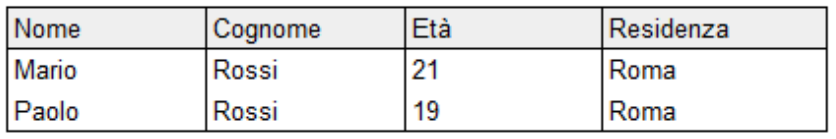 Nome Cognome Età Residenza
Mario Rossi 21 Roma
Paolo Rossi 19 Roma